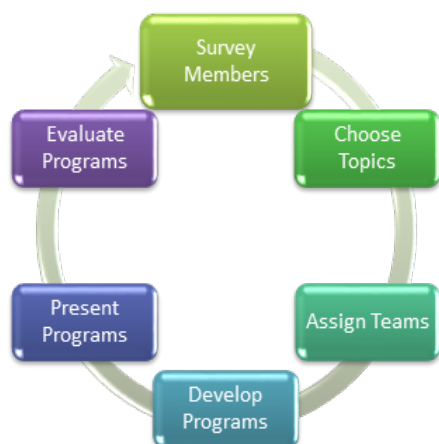 Survey
Members
Choose
Topics
Assign Teams
Develop
Programs
Present
Programs
Evaluate
Programs